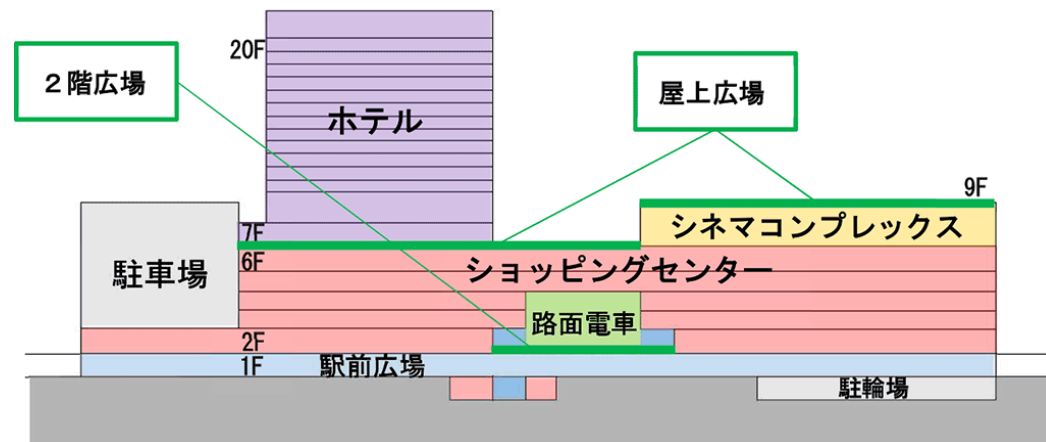 20F
２階広場
屋上広場
ホテル
9F
シネマコンプレックス
7F
6F
ショッピングセンター
駐車場
路面電車
2F
1F
駅前広場
駐輪場